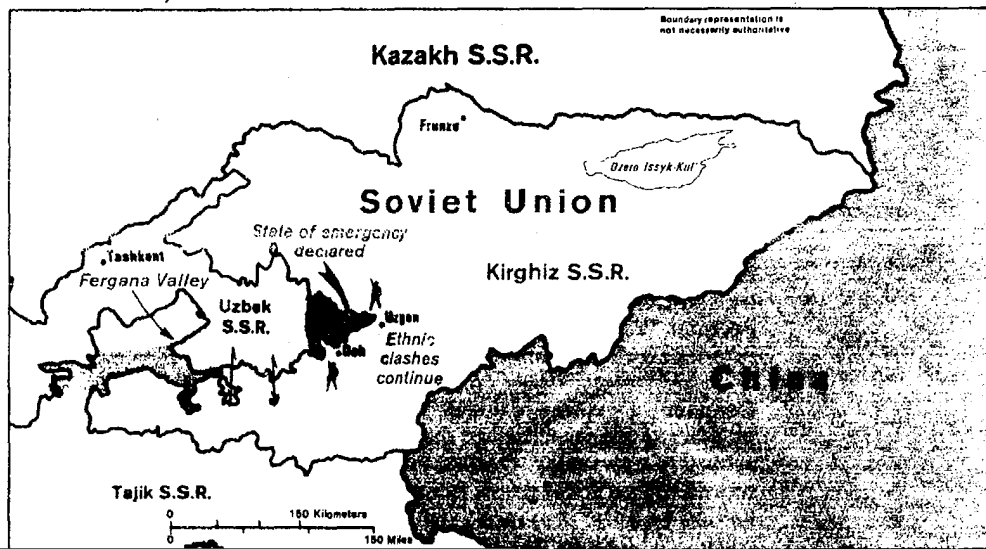 Boundary representation is
not necessarily authoritative
Kazakh S.S.R.
Frunze
Ozero Issyk-Kul'
Soviet Union
State of emergency
declared
Tashkent
Fergana Valley
Kirghiz S.S.R.
Uzbek
S.S.R.
Uzgen
Osh
Ethnic
clashes
continue
China
Tajik S.S.R.
0 150 Kilometers
0 150 Miles